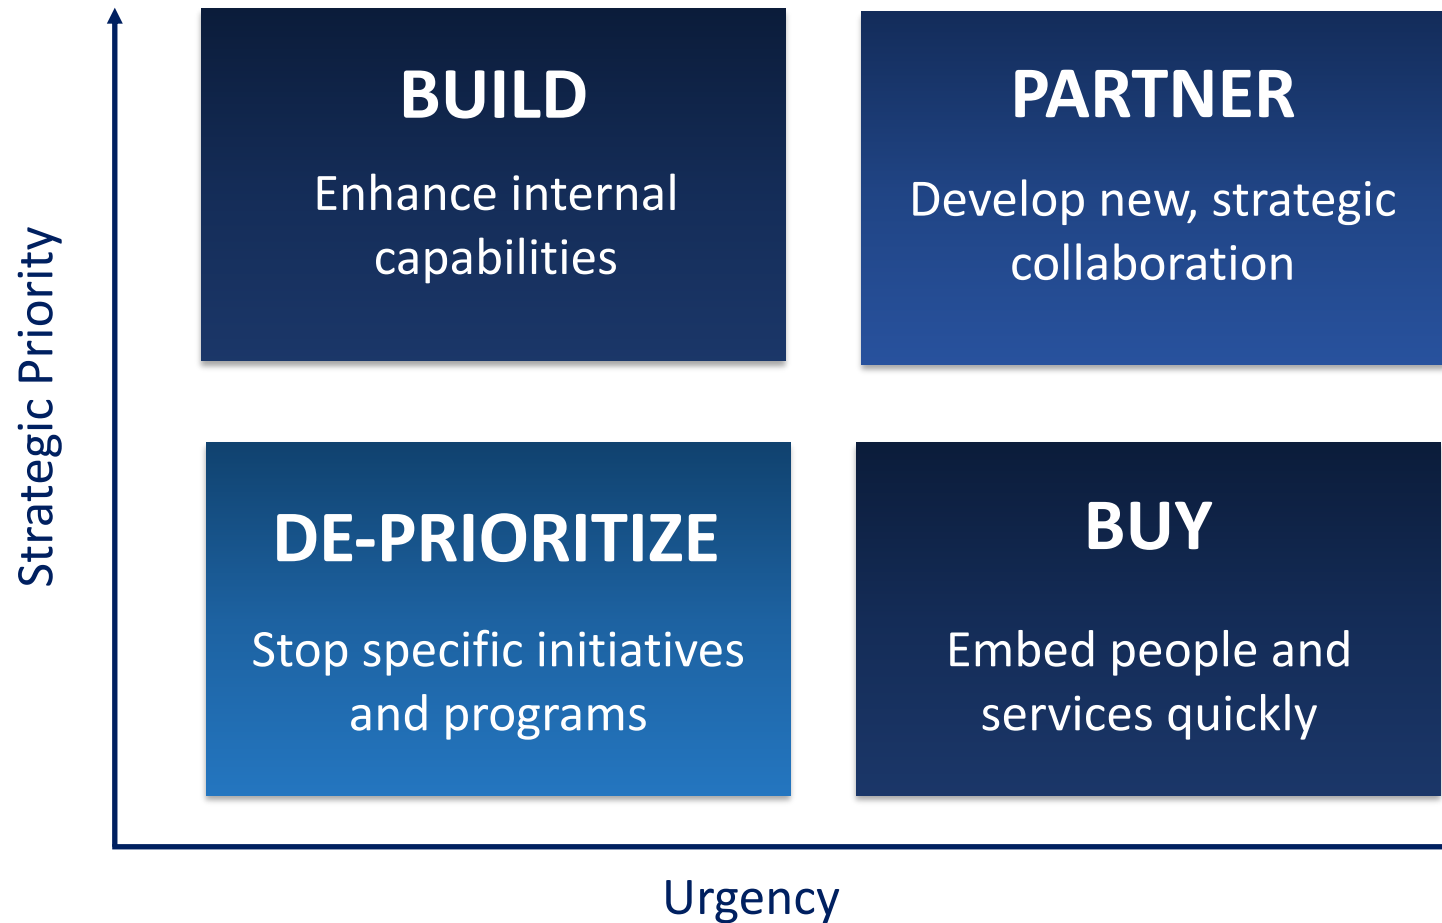 BUILD
Enhance internal
capabilities
PARTNER
Develop new, strategic
collaboration
Strategic Priority
DE-PRIORITIZE
Stop specific initiatives
and programs
BUY
Embed people and
services quickly
Urgency